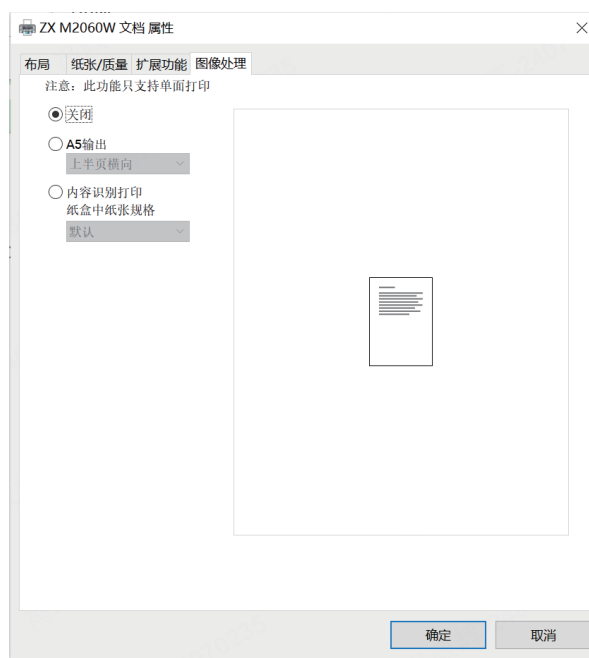 ZX M2060W 文档 属性
布局 纸张/质量 扩展功能 图像处理
注意：此功能只支持单面打印
关闭
A5输出
上半页横向
内容识别打印
纸盒中纸张规格
默认
确定 取消